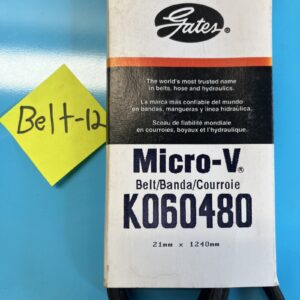 Gates®
The world's most trusted name
in belts, hose and hydraulics.
La marca más confiable del mundo
en bandas, mangueras y línea hidráulica.
Sceau de fiabilité mondiale
en courroies, boyaux et l'hydraulique.
Belt-12
Micro-V®
Belt/Banda/Courroie
K060480
21mm x 1240mm